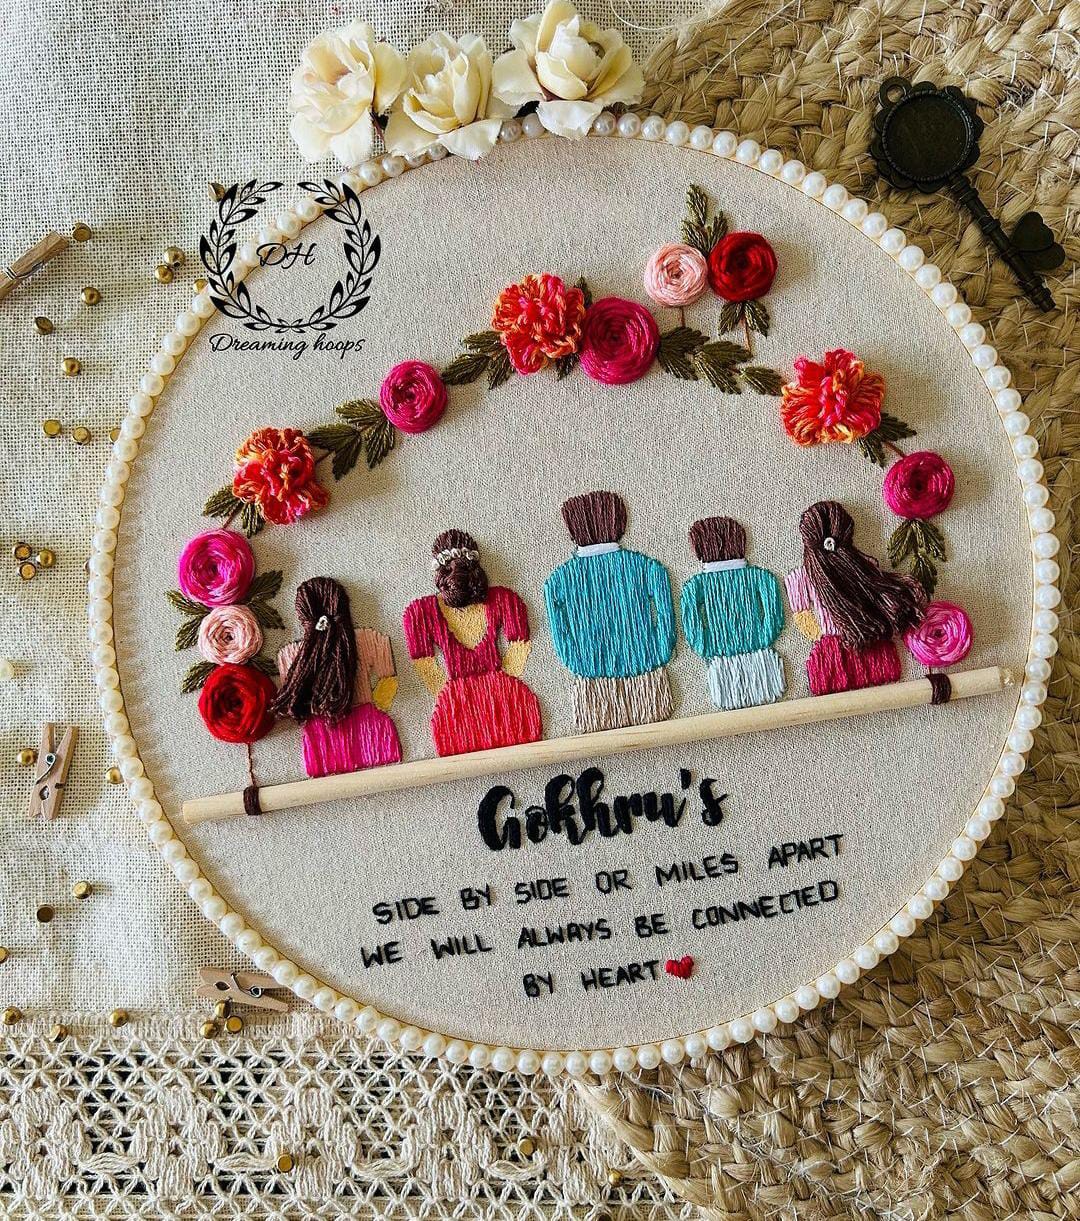 DH
Dreaming hoops
Gokhru's
SIDE BY SIDE OR MILES APART
WE WILL ALWAYS BE CONNECTED
BY HEART